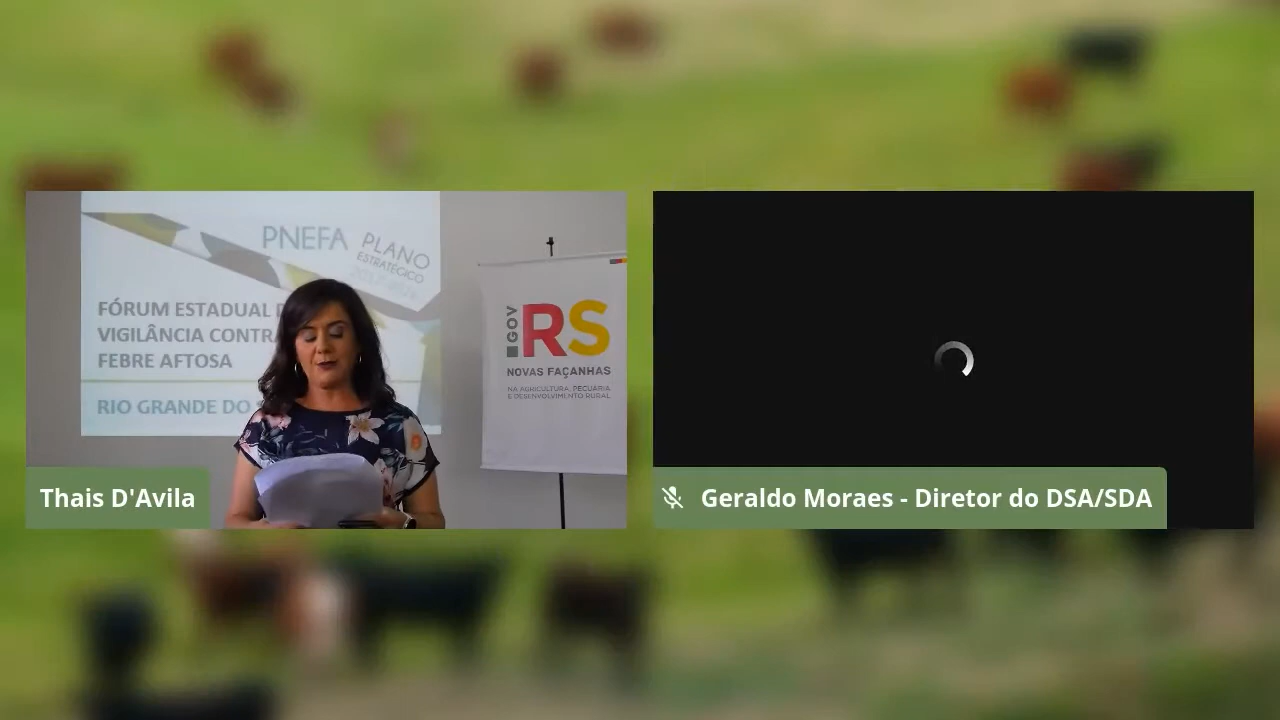 PNEFA PLANO
ESTRATÉGICO
FÓRUM ESTADUAL
VIGILÂNCIA CONTRA
FEBRE AFTOSA
RIO GRANDE DO
GOV
RS
NOVAS FAÇANHAS
NA AGRICULTURA, PECUÁRIA
E DESENVOLVIMENTO RURAL
Thais D'Avila
Geraldo Moraes - Diretor do DSA/SDA